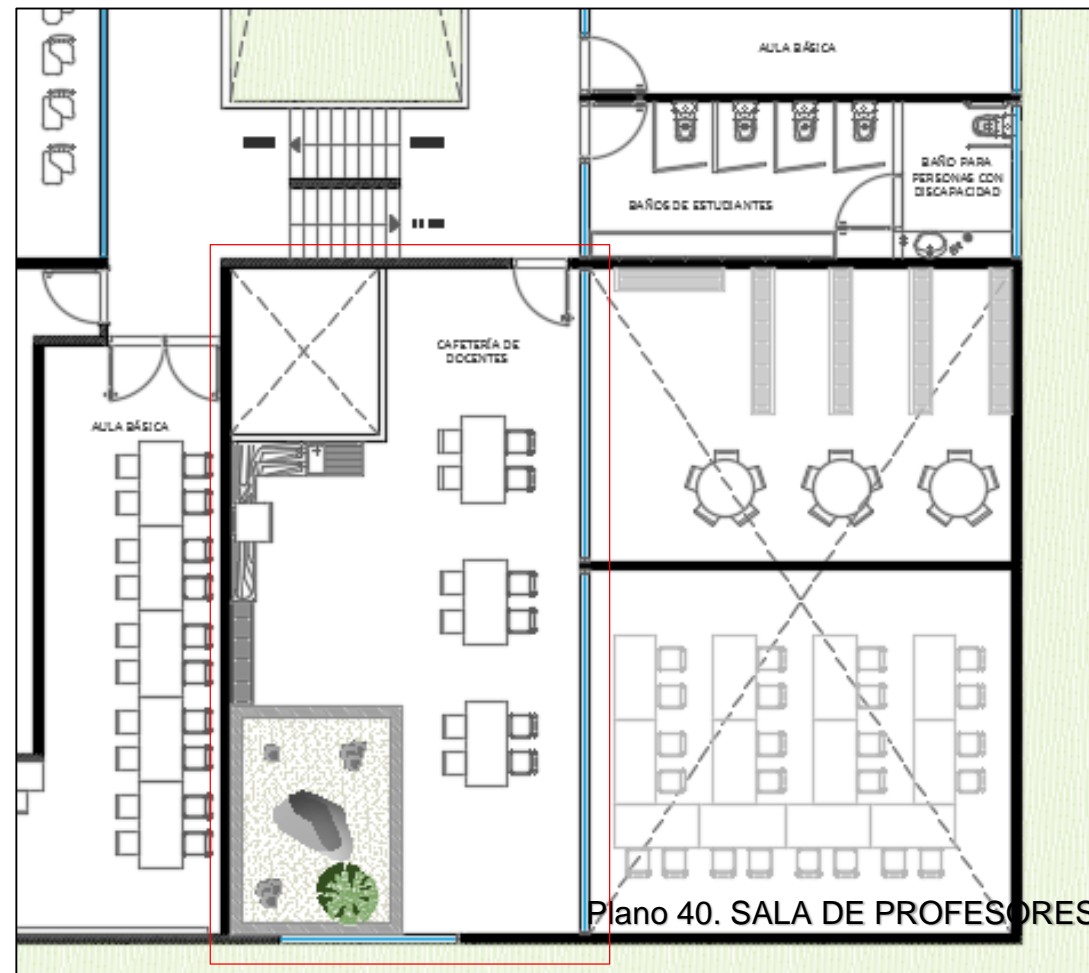 AULA BÁSICA
BAÑO PARA
PERSONAS CON
DISCAPACIDAD
BAÑOS DE ESTUDIANTES
CAFETERÍA DE
DOCENTES
AULA BÁSICA
Plano 40. SALA DE PROFESORES